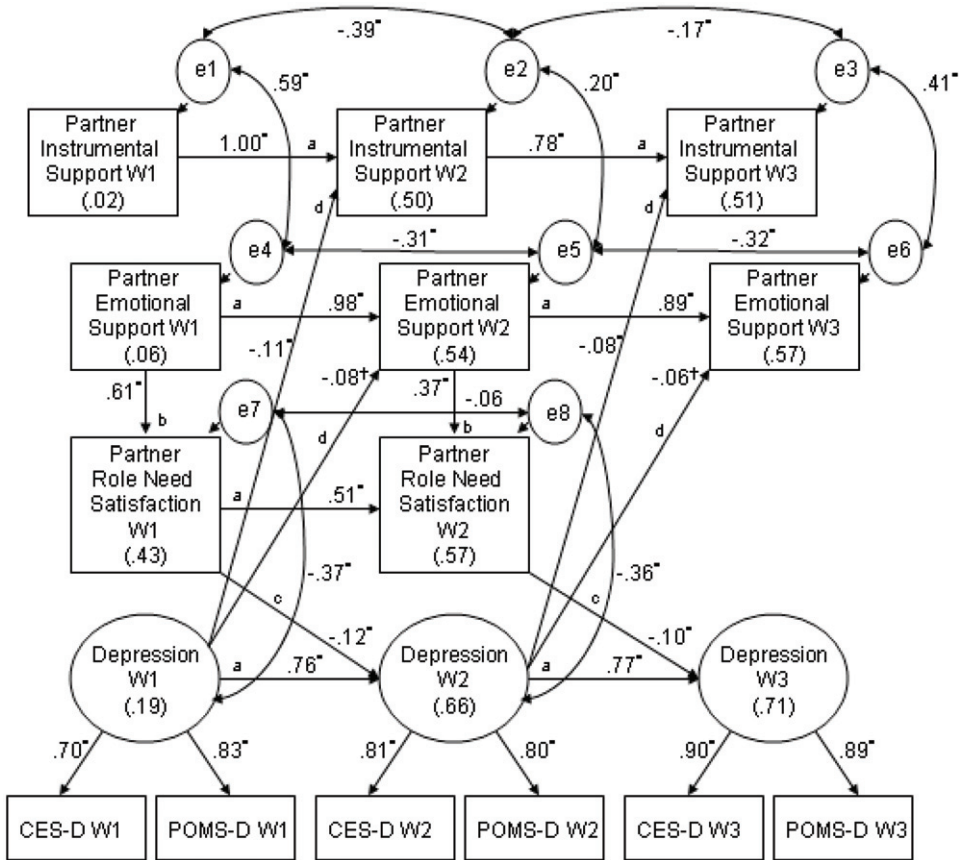 -.39** -.17**
e1 e2 e3
.59** .20** .41**
Partner
Instrumental
Support W1
(.02)
1.00** a
Partner
Instrumental
Support W2
(.50)
.78** a
Partner
Instrumental
Support W3
(.51)
d d
e4 -.31** e5 -.32** e6
Partner
Emotional
Support W1
(.06)
a .98**
Partner
Emotional
Support W2
(.54)
a .89**
Partner
Emotional
Support W3
(.57)
-.11** -.08† -.08** -.06†
.61** b
.37** b
e7 -.06 e8
d d
Partner
Role Need
Satisfaction
W1
(.43)
a .51**
Partner
Role Need
Satisfaction
W2
(.57)
-.37** -.36**
c -.12**
c -.10**
Depression
W1
(.19)
a .76**
Depression
W2
(.66)
a .77**
Depression
W3
(.71)
.70** .83** .81** .80** .90** .89**
CES-D W1 POMS-D W1 CES-D W2 POMS-D W2 CES-D W3 POMS-D W3